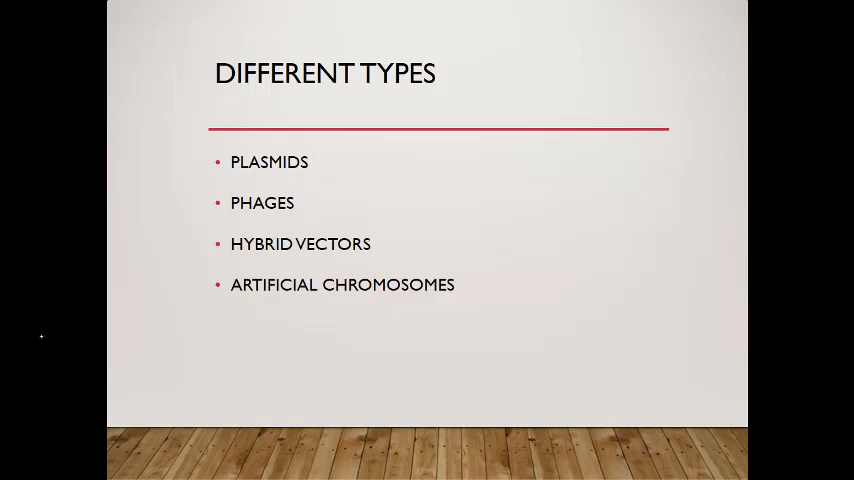 DIFFERENT TYPES
• PLASMIDS
• PHAGES
• HYBRID VECTORS
• ARTIFICIAL CHROMOSOMES